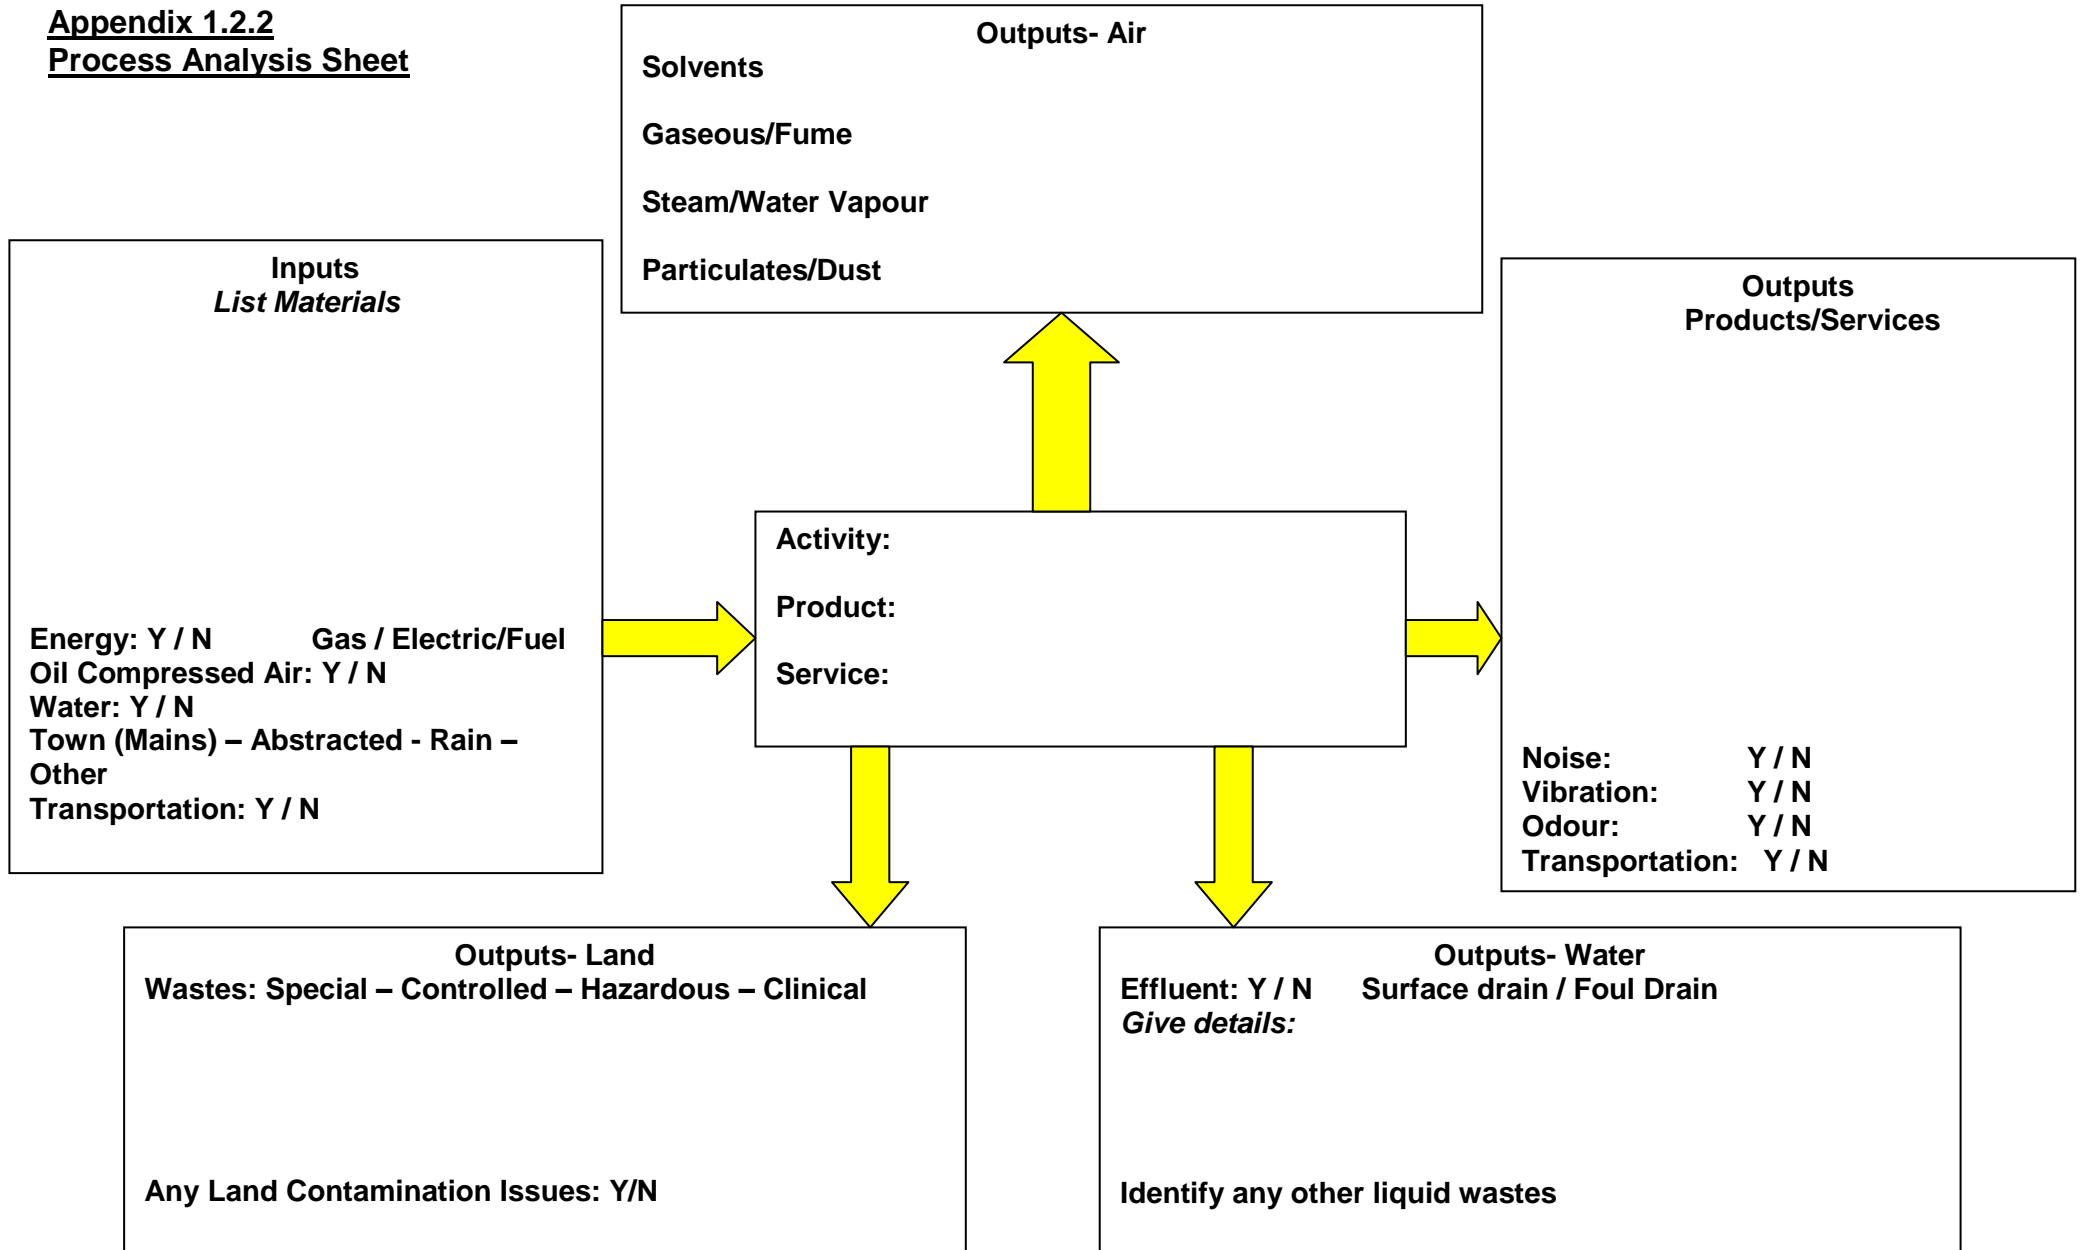 Appendix 1.2.2
Process Analysis Sheet
Outputs- Air
Solvents
Gaseous/Fume
Steam/Water Vapour
Particulates/Dust
Inputs
List Materials
Energy: Y / N Gas / Electric/Fuel
Oil Compressed Air: Y / N
Water: Y / N
Town (Mains) – Abstracted - Rain –
Other
Transportation: Y / N
Activity:
Product:
Service:
Outputs
Products/Services
Noise: Y / N
Vibration: Y / N
Odour: Y / N
Transportation: Y / N
Outputs- Land
Wastes: Special – Controlled – Hazardous – Clinical
Any Land Contamination Issues: Y/N
Outputs- Water
Effluent: Y / N Surface drain / Foul Drain
Give details:
Identify any other liquid wastes